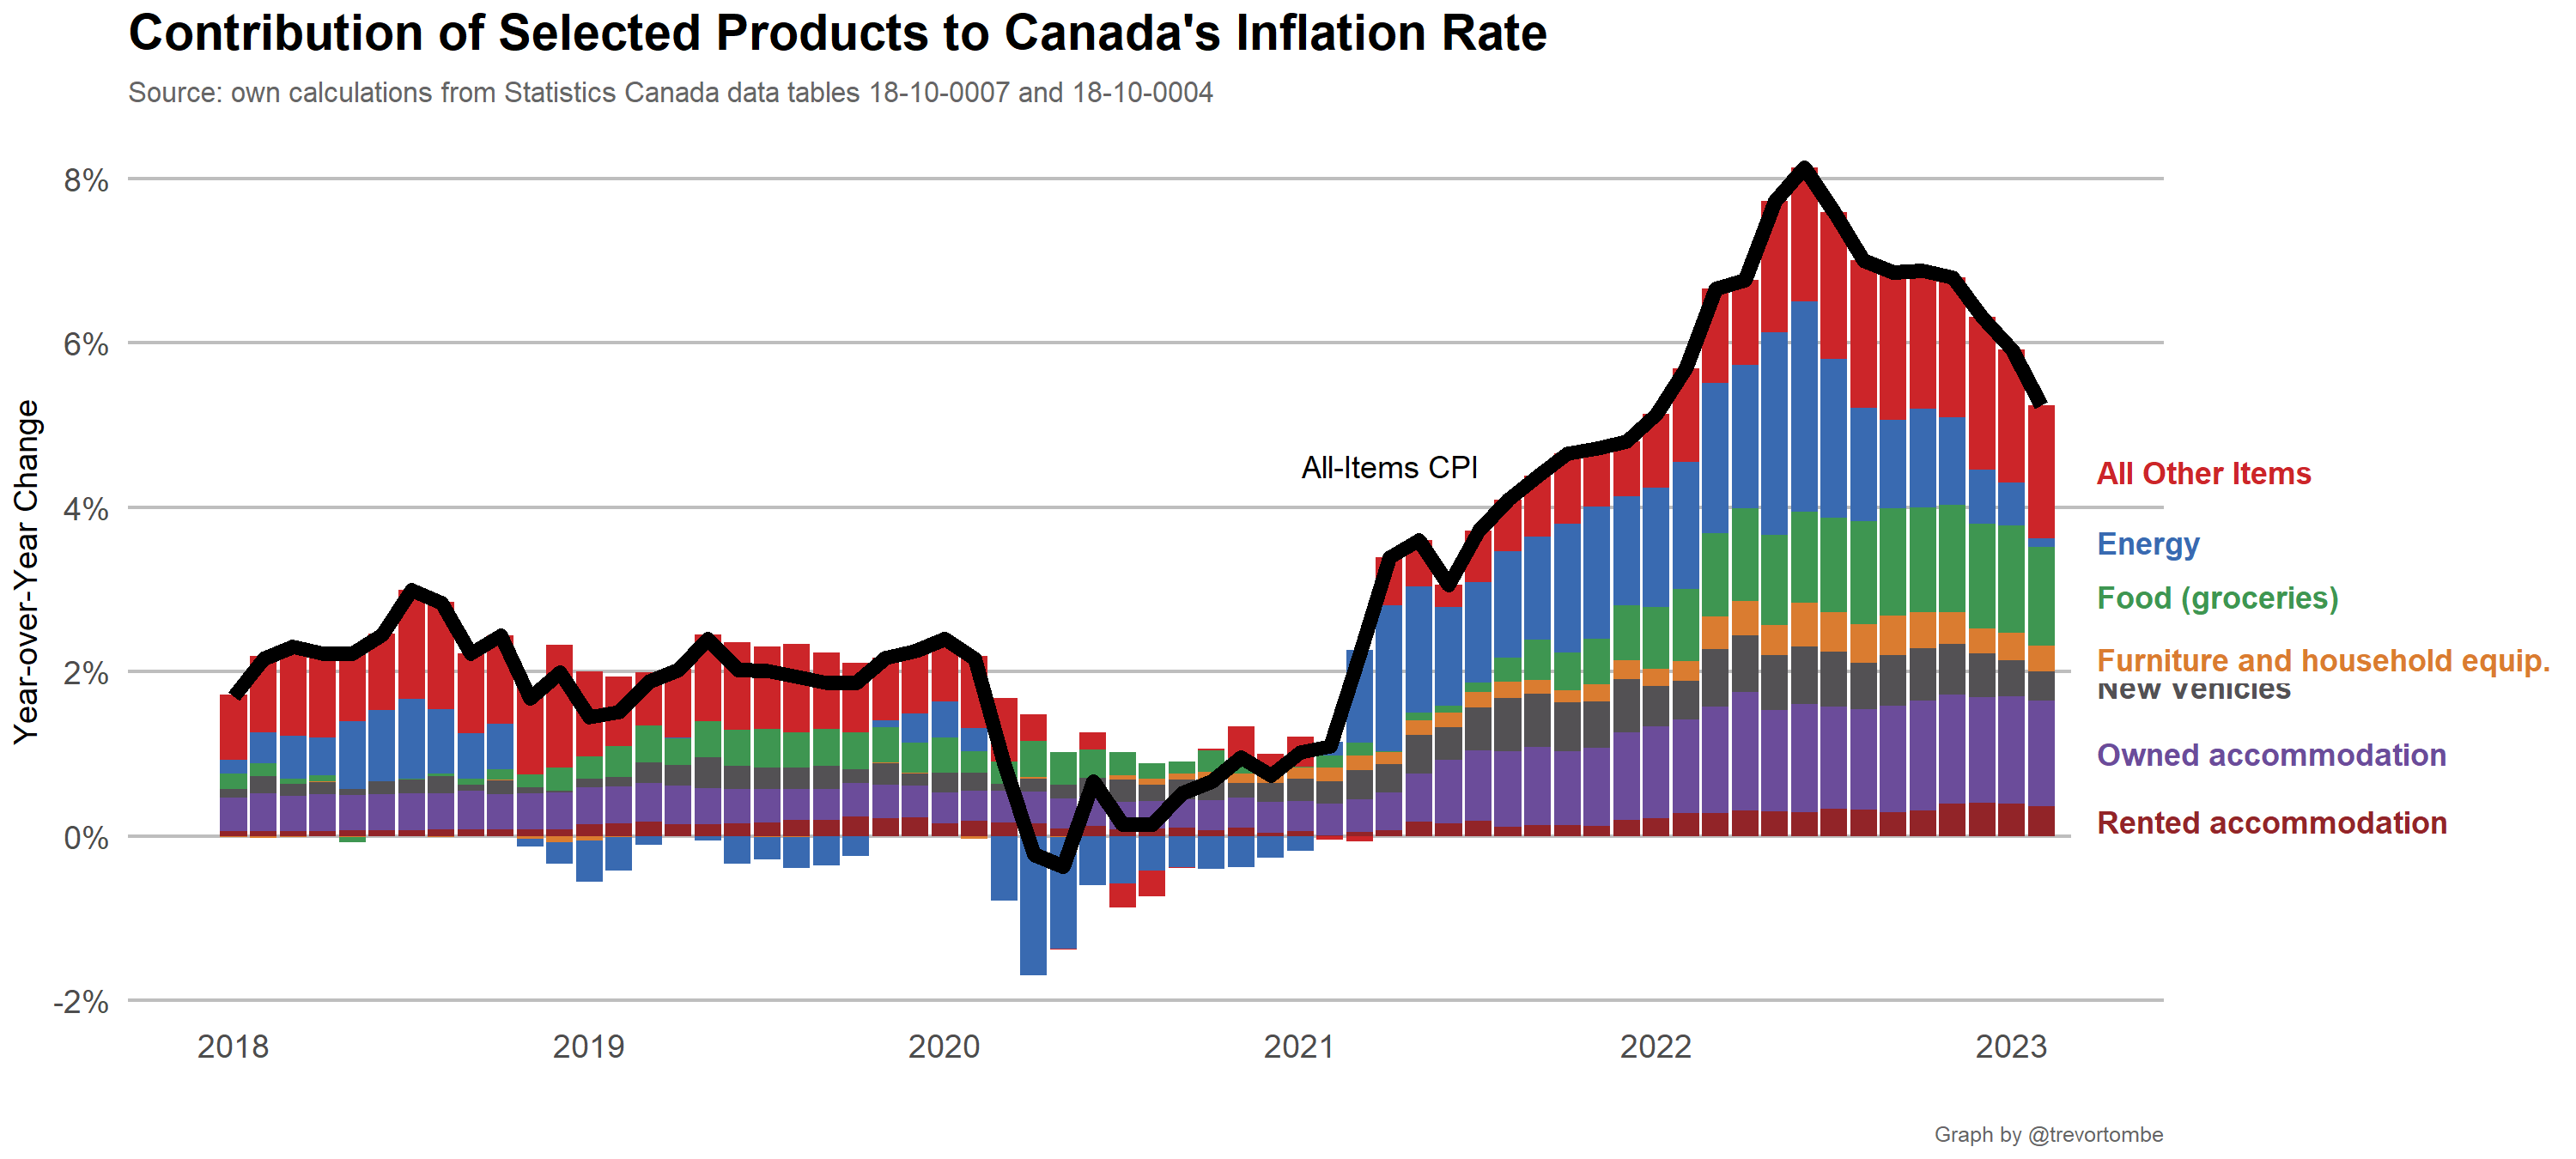 Contribution of Selected Products to Canada's Inflation Rate
Source: own calculations from Statistics Canada data tables 18-10-0007 and 18-10-0004
Year-over-Year Change
8%
6%
4%
2%
0%
-2%
All-Items CPI
All Other Items
Energy
Food (groceries)
Furniture and household equip.
New Vehicles
Owned accommodation
Rented accommodation
2018
2019
2020
2021
2022
2023
Graph by @trevortombe